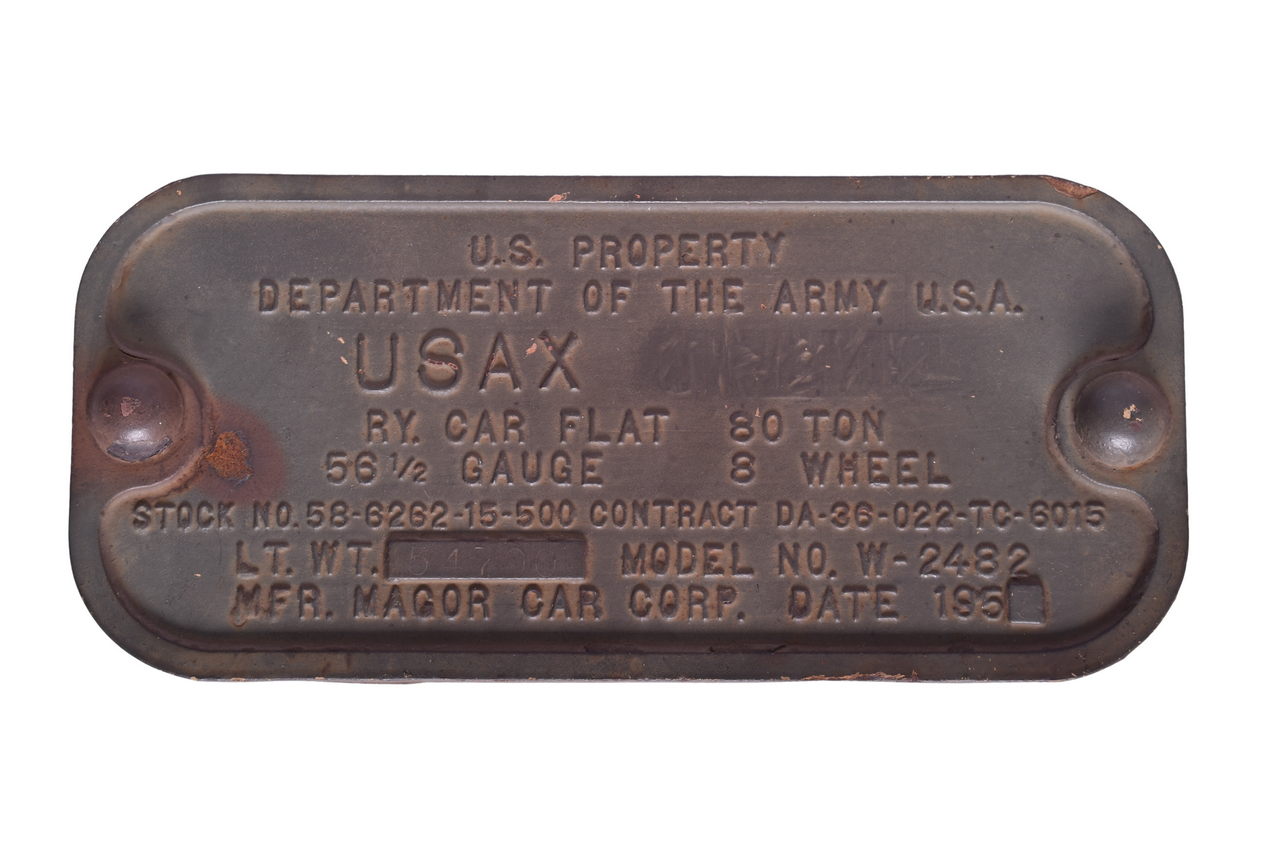 U.S. PROPERTY
DEPARTMENT OF THE ARMY U.S.A.
USAX
RY. CAR FLAT 80 TON
56 1/2 GAUGE 8 WHEEL
STOCK NO. 58-6262-15-500 CONTRACT DA-36-022-TC-6015
LT. WT. MODEL NO. W-2482
MFR. MAGOR CAR CORP. DATE 195